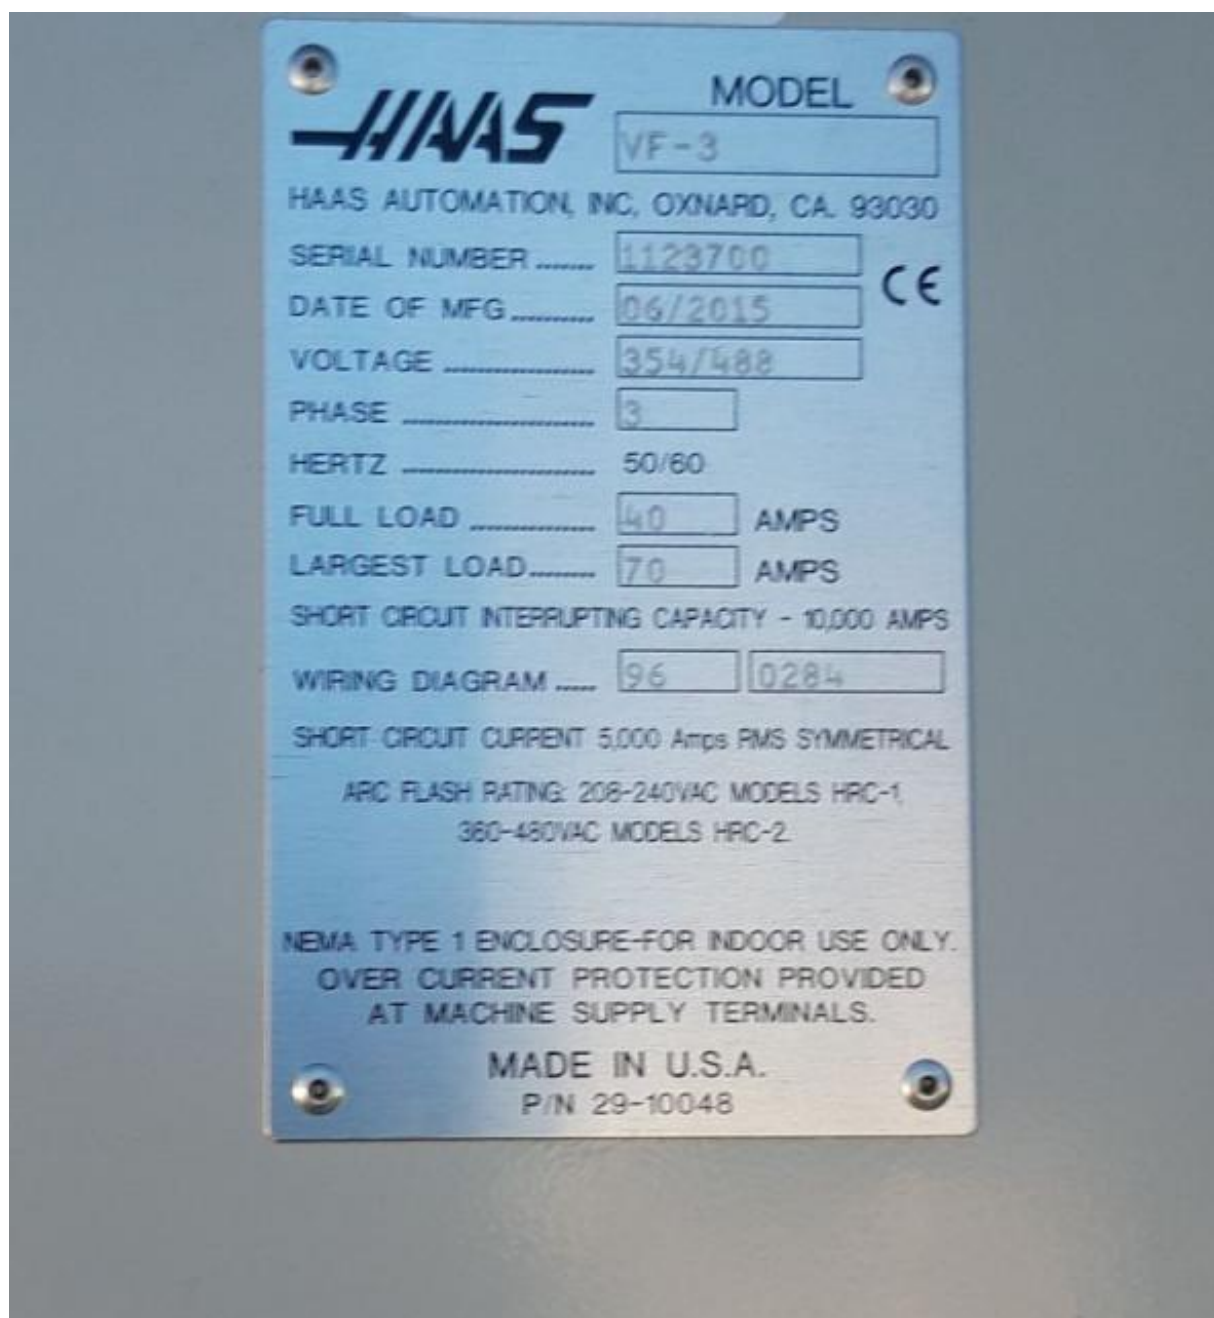 HAAS
MODEL
VF-3
HAAS AUTOMATION, INC, OXNARD, CA. 93030
SERIAL NUMBER ....... 1123700
CE
DATE OF MFG .......... 06/2015
VOLTAGE .................. 354/488
PHASE ....................... 3
HERTZ ....................... 50/60
FULL LOAD ............... 40 AMPS
LARGEST LOAD ........ 70 AMPS
SHORT CIRCUIT INTERRUPTING CAPACITY - 10,000 AMPS
WIRING DIAGRAM ..... 96 0284
SHORT CIRCUIT CURRENT 5,000 Amps RMS SYMMETRICAL
ARC FLASH RATING: 208-240VAC MODELS HRC-1,
360-480VAC MODELS HRC-2.
NEMA TYPE 1 ENCLOSURE-FOR INDOOR USE ONLY.
OVER CURRENT PROTECTION PROVIDED
AT MACHINE SUPPLY TERMINALS.
MADE IN U.S.A.
P/N 29-10048